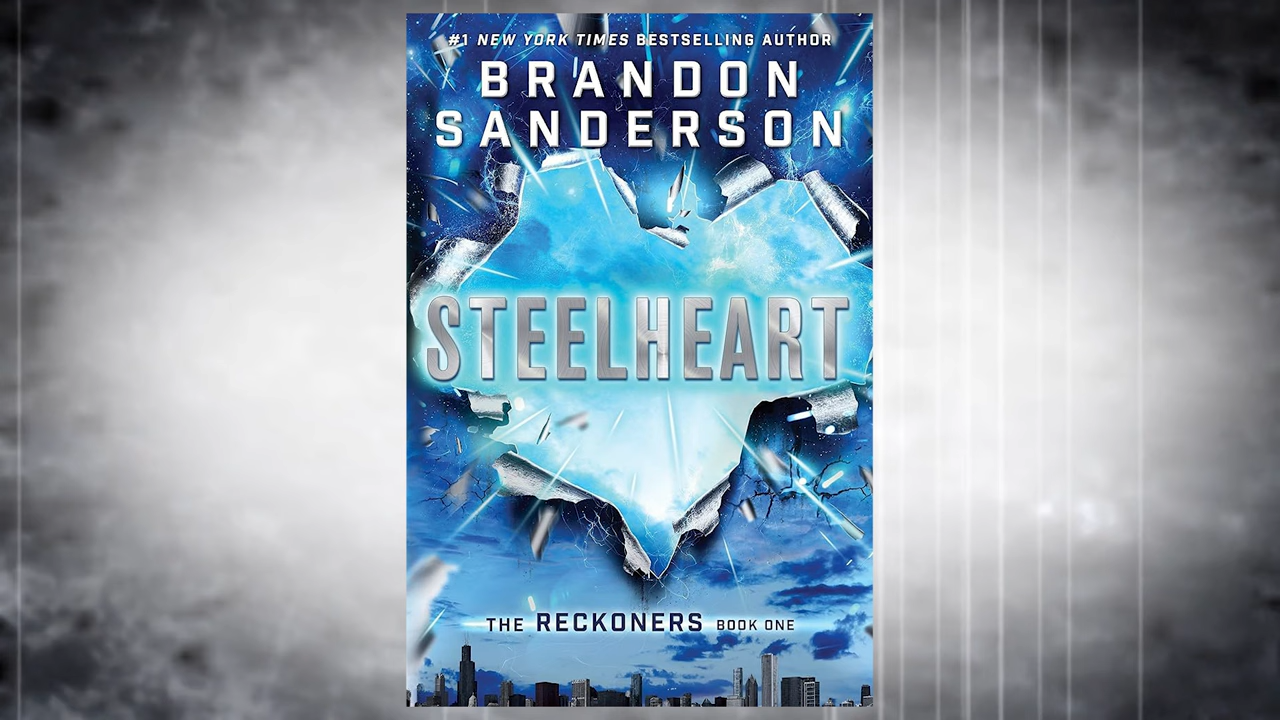 #1 NEW YORK TIMES BESTSELLING AUTHOR
BRANDON
SANDERSON
STEELHEART
THE RECKONERS BOOK ONE